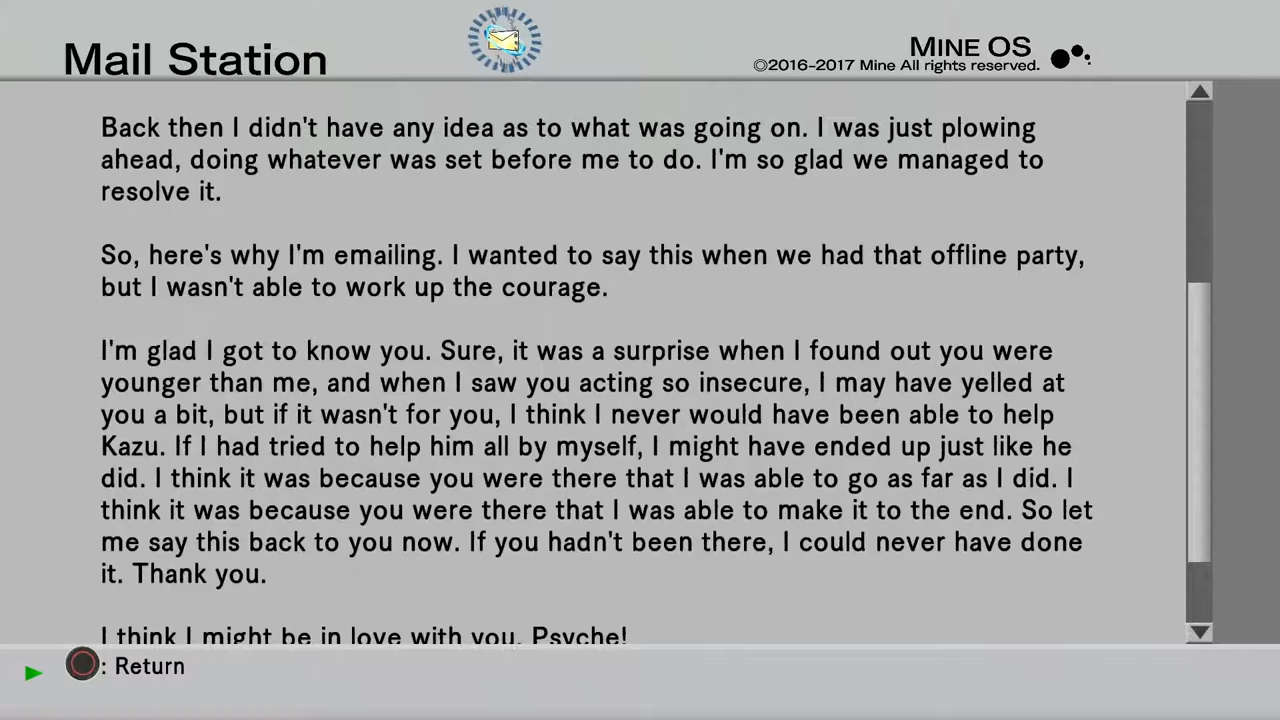 Mail Station
MINE OS
©2016-2017 Mine All rights reserved.
Back then I didn't have any idea as to what was going on. I was just plowing
ahead, doing whatever was set before me to do. I'm so glad we managed to
resolve it.
So, here's why I'm emailing. I wanted to say this when we had that offline party,
but I wasn't able to work up the courage.
I'm glad I got to know you. Sure, it was a surprise when I found out you were
younger than me, and when I saw you acting so insecure, I may have yelled at
you a bit, but if it wasn't for you, I think I never would have been able to help
Kazu. If I had tried to help him all by myself, I might have ended up just like he
did. I think it was because you were there that I was able to go as far as I did. I
think it was because you were there that I was able to make it to the end. So let
me say this back to you now. If you hadn't been there, I could never have done
it. Thank you.
I think I might be in love with you. Psyche!
: Return